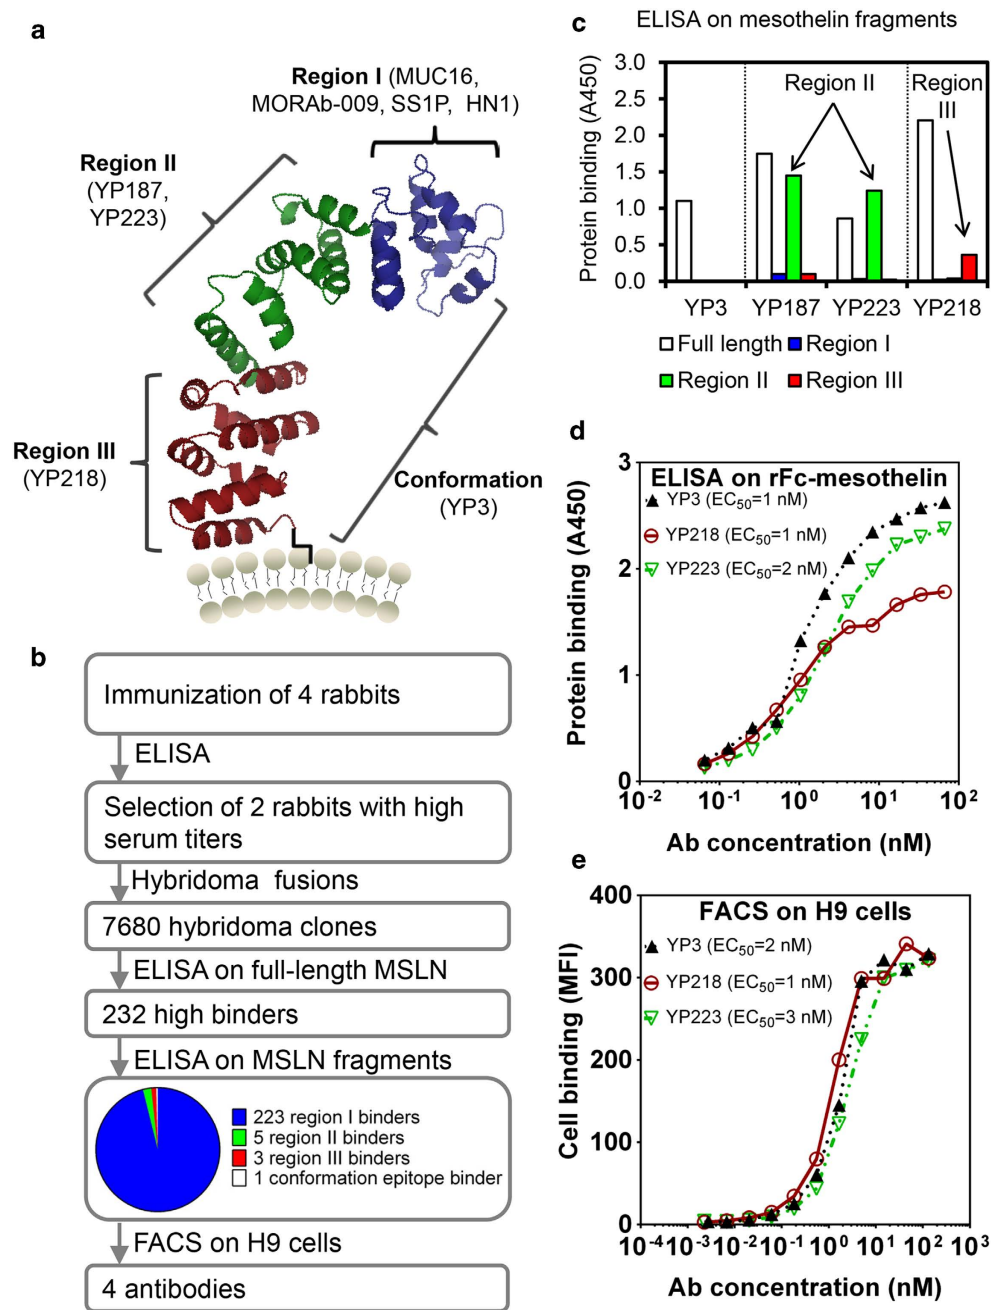 a
Region I (MUC16,
MORAb-009, SS1P, HN1)
Region II
(YP187,
YP223)
Region III
(YP218)
Conformation
(YP3)
b
Immunization of 4 rabbits
ELISA
Selection of 2 rabbits with high
serum titers
Hybridoma fusions
7680 hybridoma clones
ELISA on full-length MSLN
232 high binders
ELISA on MSLN fragments
223 region I binders
5 region II binders
3 region III binders
1 conformation epitope binder
FACS on H9 cells
4 antibodies
c
ELISA on mesothelin fragments
Protein binding (A450)
3.0
2.5
2.0
1.5
1.0
0.5
0.0
Region II
Region
III
YP3 YP187 YP223 YP218
Full length Region I
Region II Region III
d
ELISA on rFc-mesothelin
YP3 (EC50=1 nM)
YP218 (EC50=1 nM)
YP223 (EC50=2 nM)
Protein binding (A450)
3
2
1
0
10-2 10-1 100 101 102
Ab concentration (nM)
e
FACS on H9 cells
YP3 (EC50=2 nM)
YP218 (EC50=1 nM)
YP223 (EC50=3 nM)
Cell binding (MFI)
400
300
200
100
0
10-4 10-3 10-2 10-1 100 101 102 103
Ab concentration (nM)